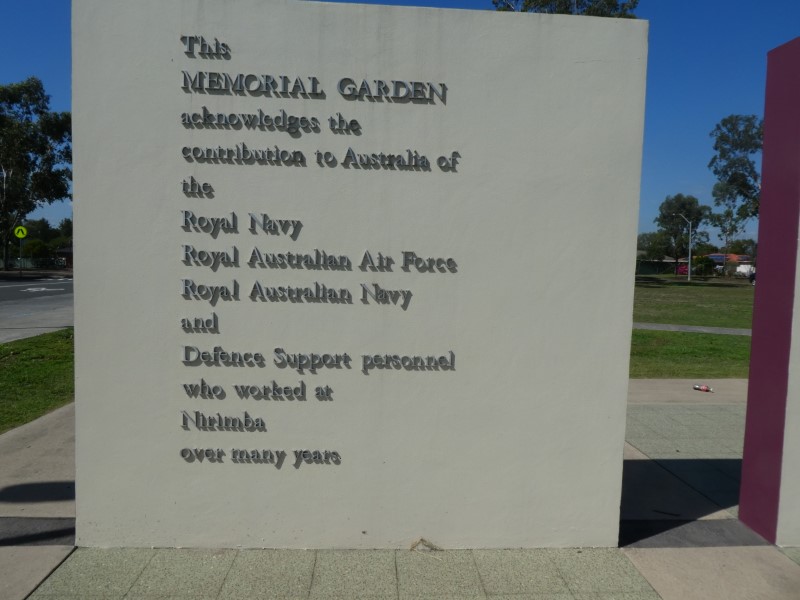 This
MEMORIAL GARDEN
acknowledges the
contribution to Australia of
the
Royal Navy
Royal Australian Air Force
Royal Australian Navy
and
Defence Support personnel
who worked at
Nirimba
over many years